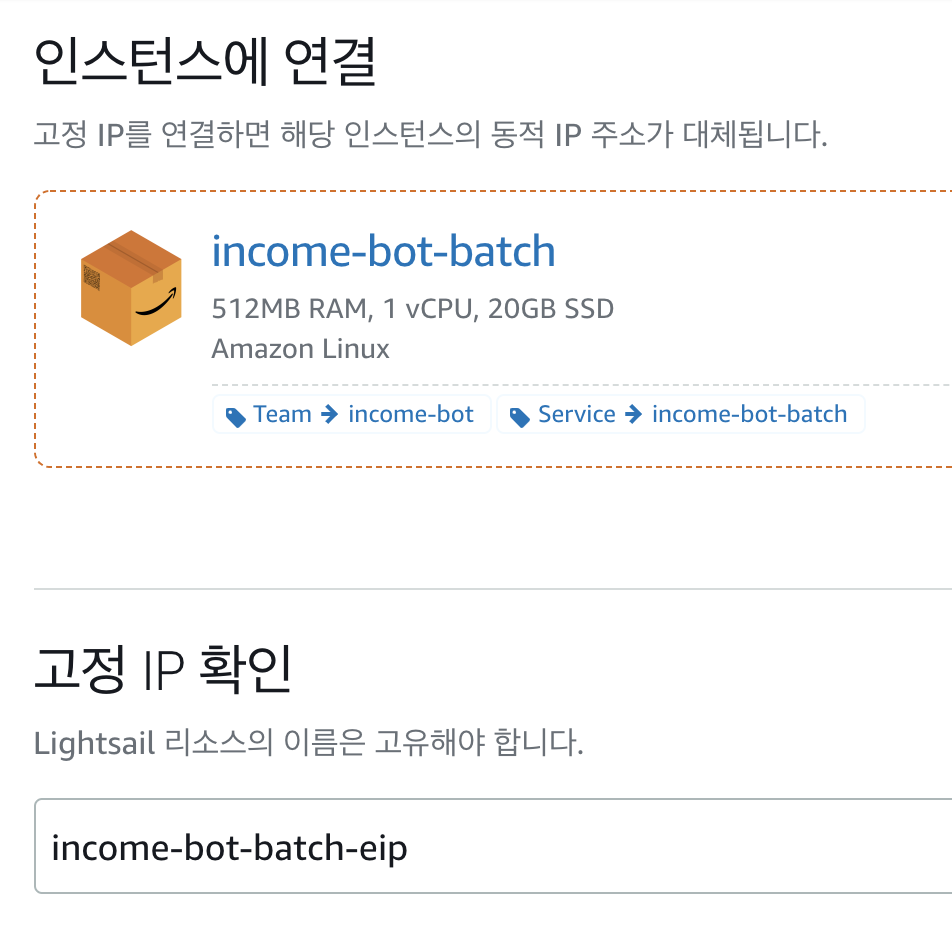 인스턴스에 연결
고정 IP를 연결하면 해당 인스턴스의 동적 IP 주소가 대체됩니다.
income-bot-batch
512MB RAM, 1 vCPU, 20GB SSD
Amazon Linux
Team → income-bot Service → income-bot-batch
고정 IP 확인
Lightsail 리소스의 이름은 고유해야 합니다.
income-bot-batch-eip